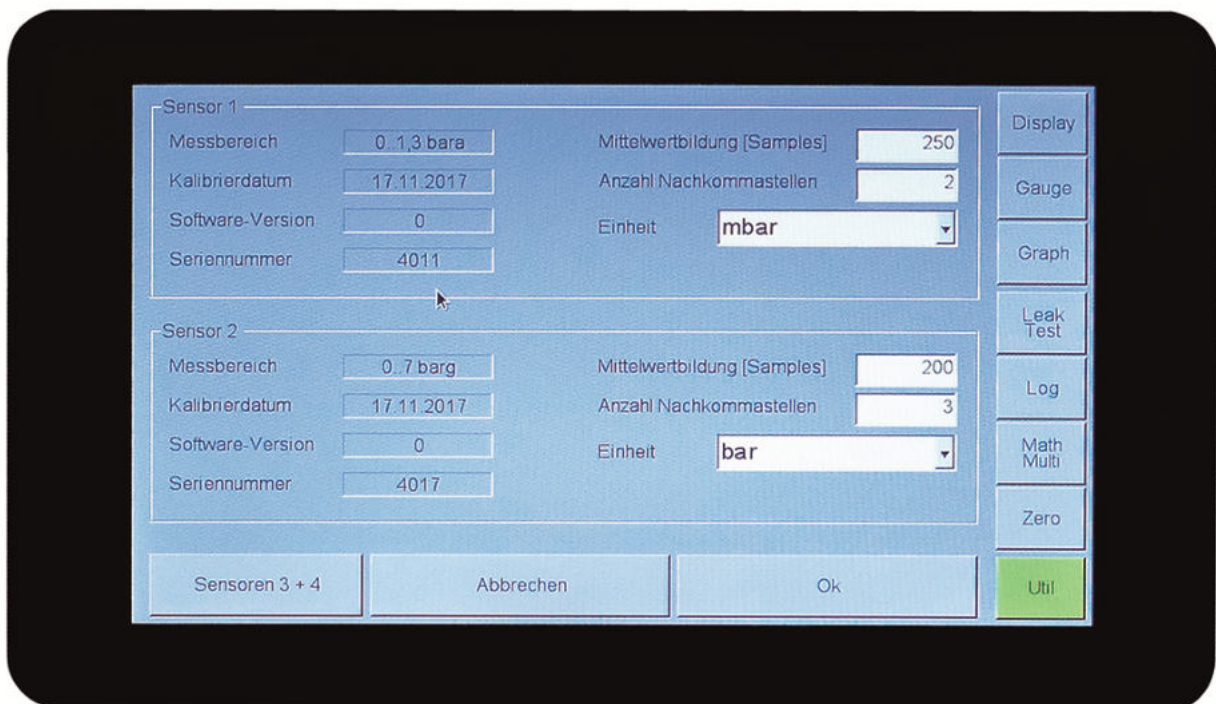 Sensor 1
Messbereich 0..1,3 bara Mittelwertbildung [Samples] 250
Kalibrierdatum 17.11.2017 Anzahl Nachkommastellen 2
Software-Version 0 Einheit mbar
Seriennummer 4011
Sensor 2
Messbereich 0..7 barg Mittelwertbildung [Samples] 200
Kalibrierdatum 17.11.2017 Anzahl Nachkommastellen 3
Software-Version 0 Einheit bar
Seriennummer 4017
Sensoren 3 + 4 Abbrechen Ok
Display
Gauge
Graph
Leak
Test
Log
Math
Multi
Zero
Util